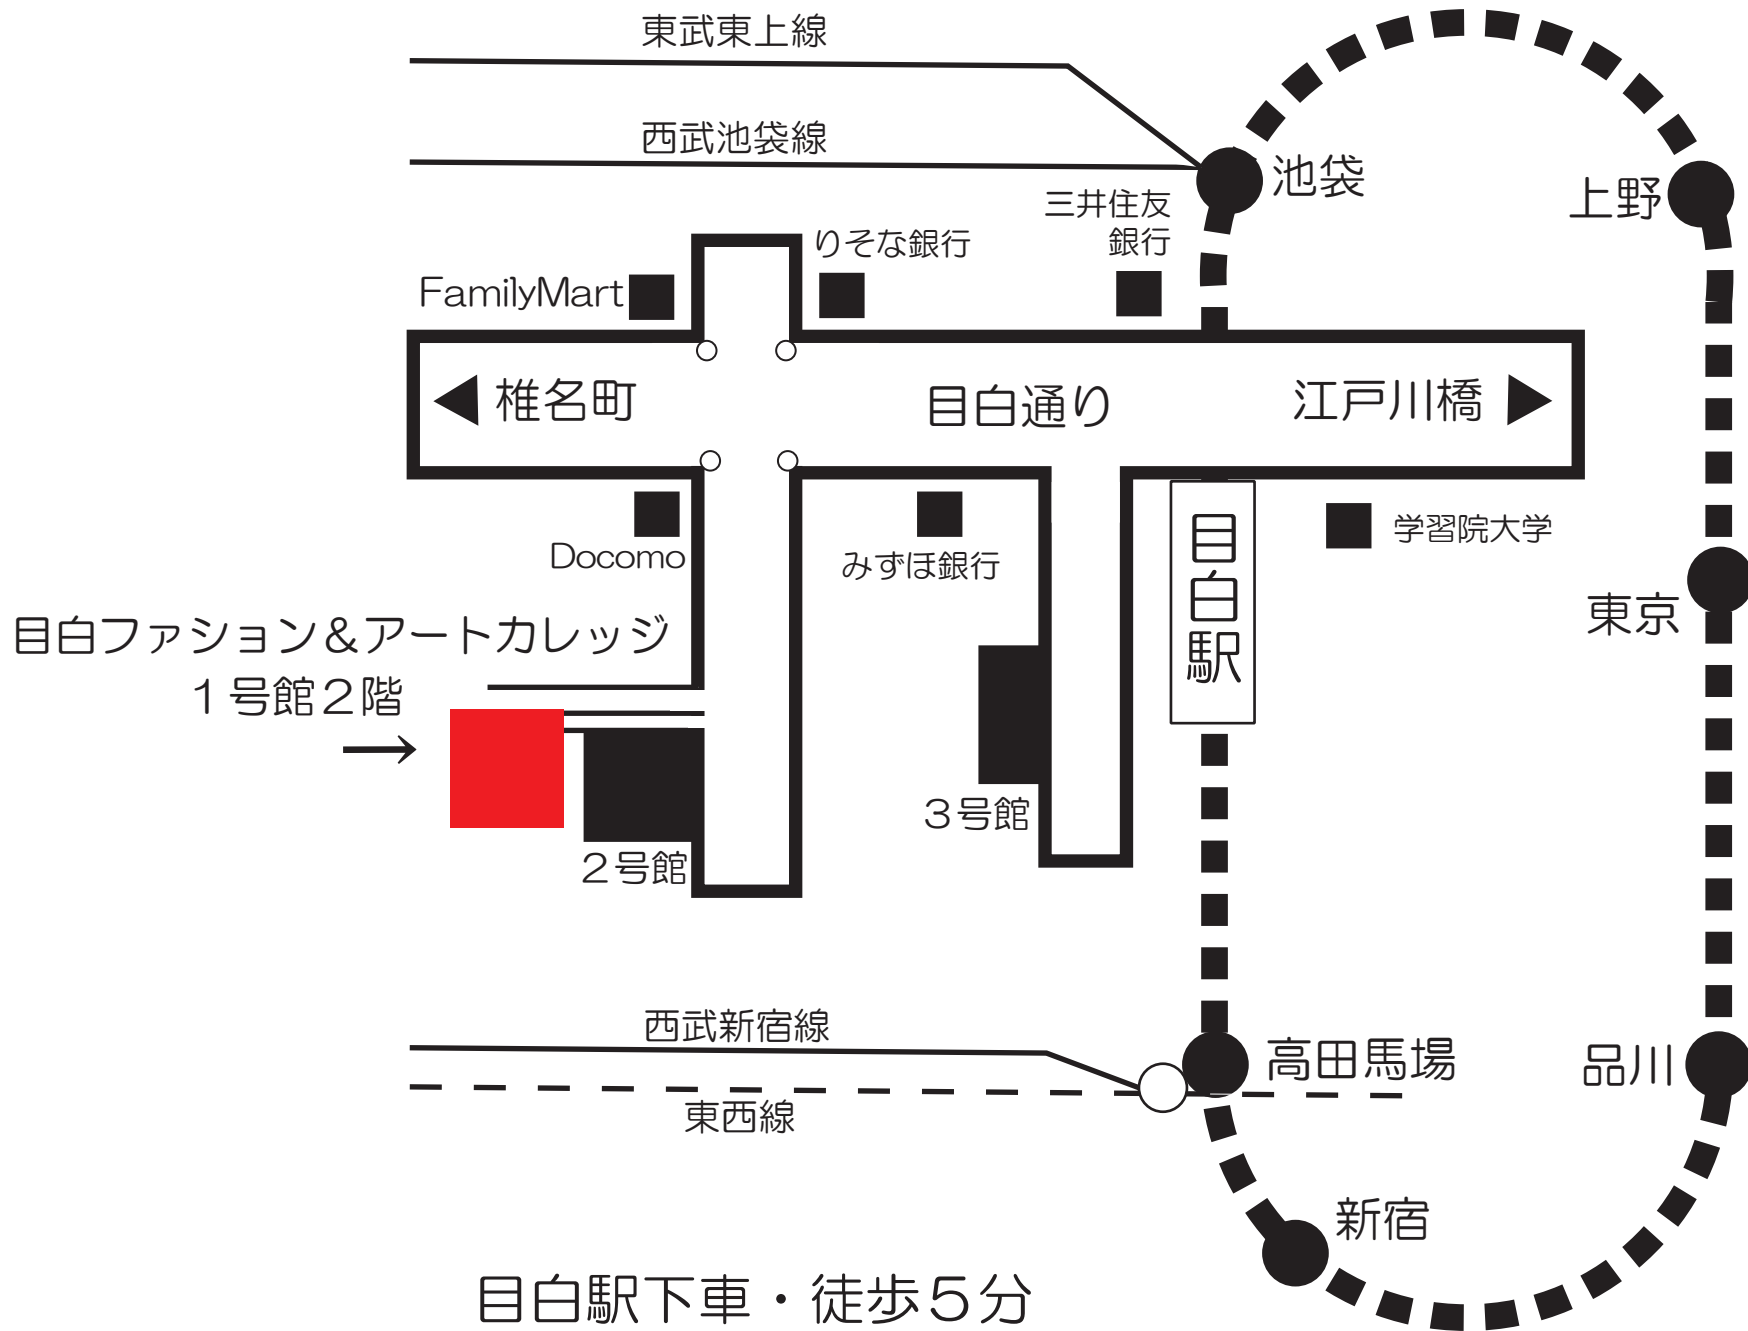 東武東上線
西武池袋線
池袋
上野
三井住友
銀行
りそな銀行
FamilyMart
椎名町
目白通り
江戸川橋
Docomo
みずほ銀行
目白駅
学習院大学
東京
目白ファション＆アートカレッジ
１号館２階
３号館
２号館
西武新宿線
東西線
高田馬場
品川
新宿
目白駅下車・徒歩５分